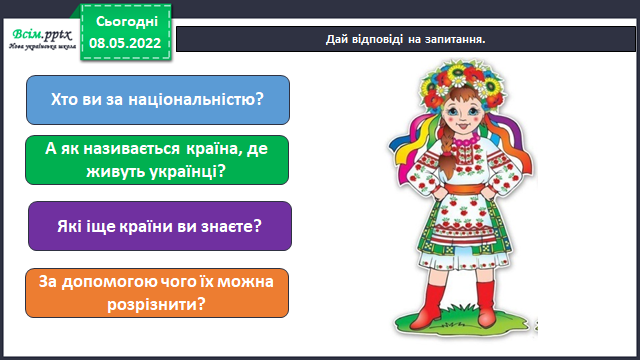 Всім.pptx
Нова українська школа
Сьогодні
08.05.2022
Дай відповіді на запитання.
Хто ви за національністю?
А як називається країна, де
живуть українці?
Які іще країни ви знаєте?
За допомогою чого їх можна
розрізнити?